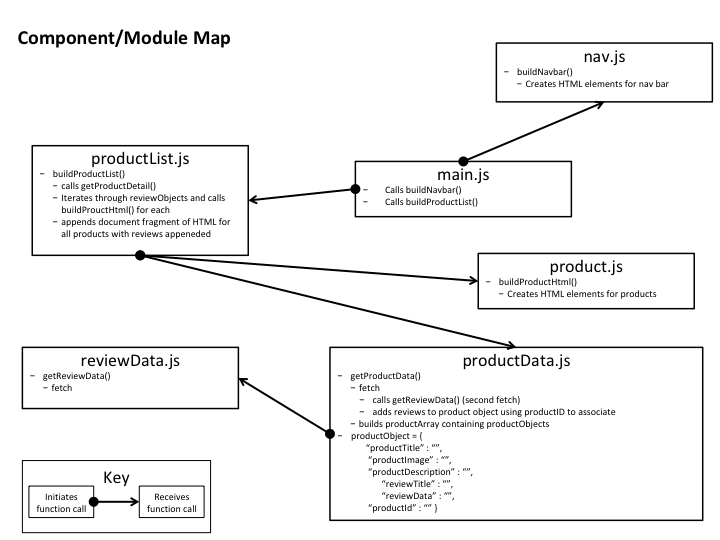 Component/Module Map
nav.js
– buildNavbar()
– Creates HTML elements for nav bar
productList.js
– buildProductList()
– calls getProductDetail()
– Iterates through reviewObjects and calls
buildProuctHtml() for each
– appends document fragment of HTML for
all products with reviews appeneded
main.js
– Calls buildNavbar()
– Calls buildProductList()
product.js
– buildProductHtml()
– Creates HTML elements for products
reviewData.js
– getReviewData()
– fetch
productData.js
– getProductData()
– fetch
– calls getReviewData() (second fetch)
– adds reviews to product object using productID to associate
– builds productArray containing productObjects
– productObject = {
“productTitle” : “”,
“productImage” : “”,
“productDescription” : “”,
“reviewTitle” : “”,
“reviewData” : “”,
“productId” : “” }
Key
Initiates
function call
Receives
function call